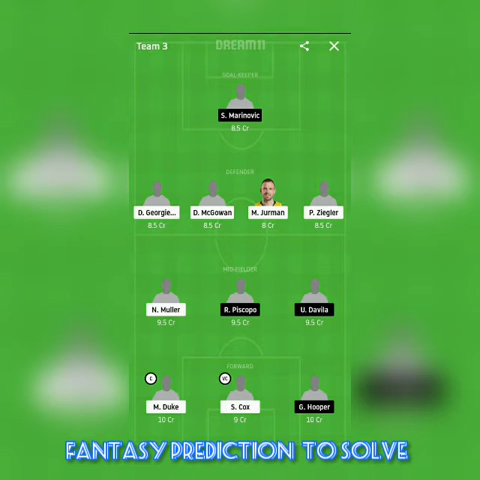 Team 3
DREAM11
GOAL KEEPER
S. Marinovic
8.5 Cr
DEFENDER
D. Georgie... D. McGowan M. Jurman P. Ziegler
8.5 Cr 8.5 Cr 8 Cr 8.5 Cr
MIDFIELDER
N. Muller R. Piscopo U. Davila
9.5 Cr 9.5 Cr 9.5 Cr
FORWARD
C VC
M. Duke S. Cox G. Hooper
10 Cr 9 Cr 10 Cr
FANTASY PREDICTION TO SOLVE